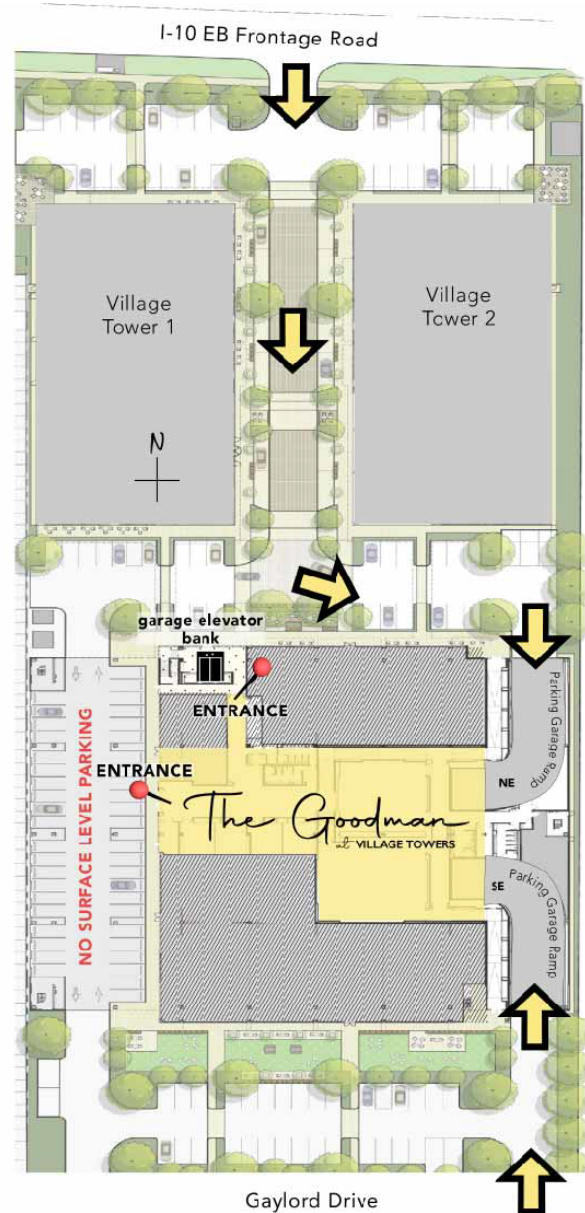 I-10 EB Frontage Road
Village
Tower 1
Village
Tower 2
N
garage elevator
bank
ENTRANCE
Parking Garage Ramp
NE
ENTRANCE
NO SURFACE LEVEL PARKING
The Goodman
at VILLAGE TOWERS
SE
Parking Garage Ramp
Gaylord Drive